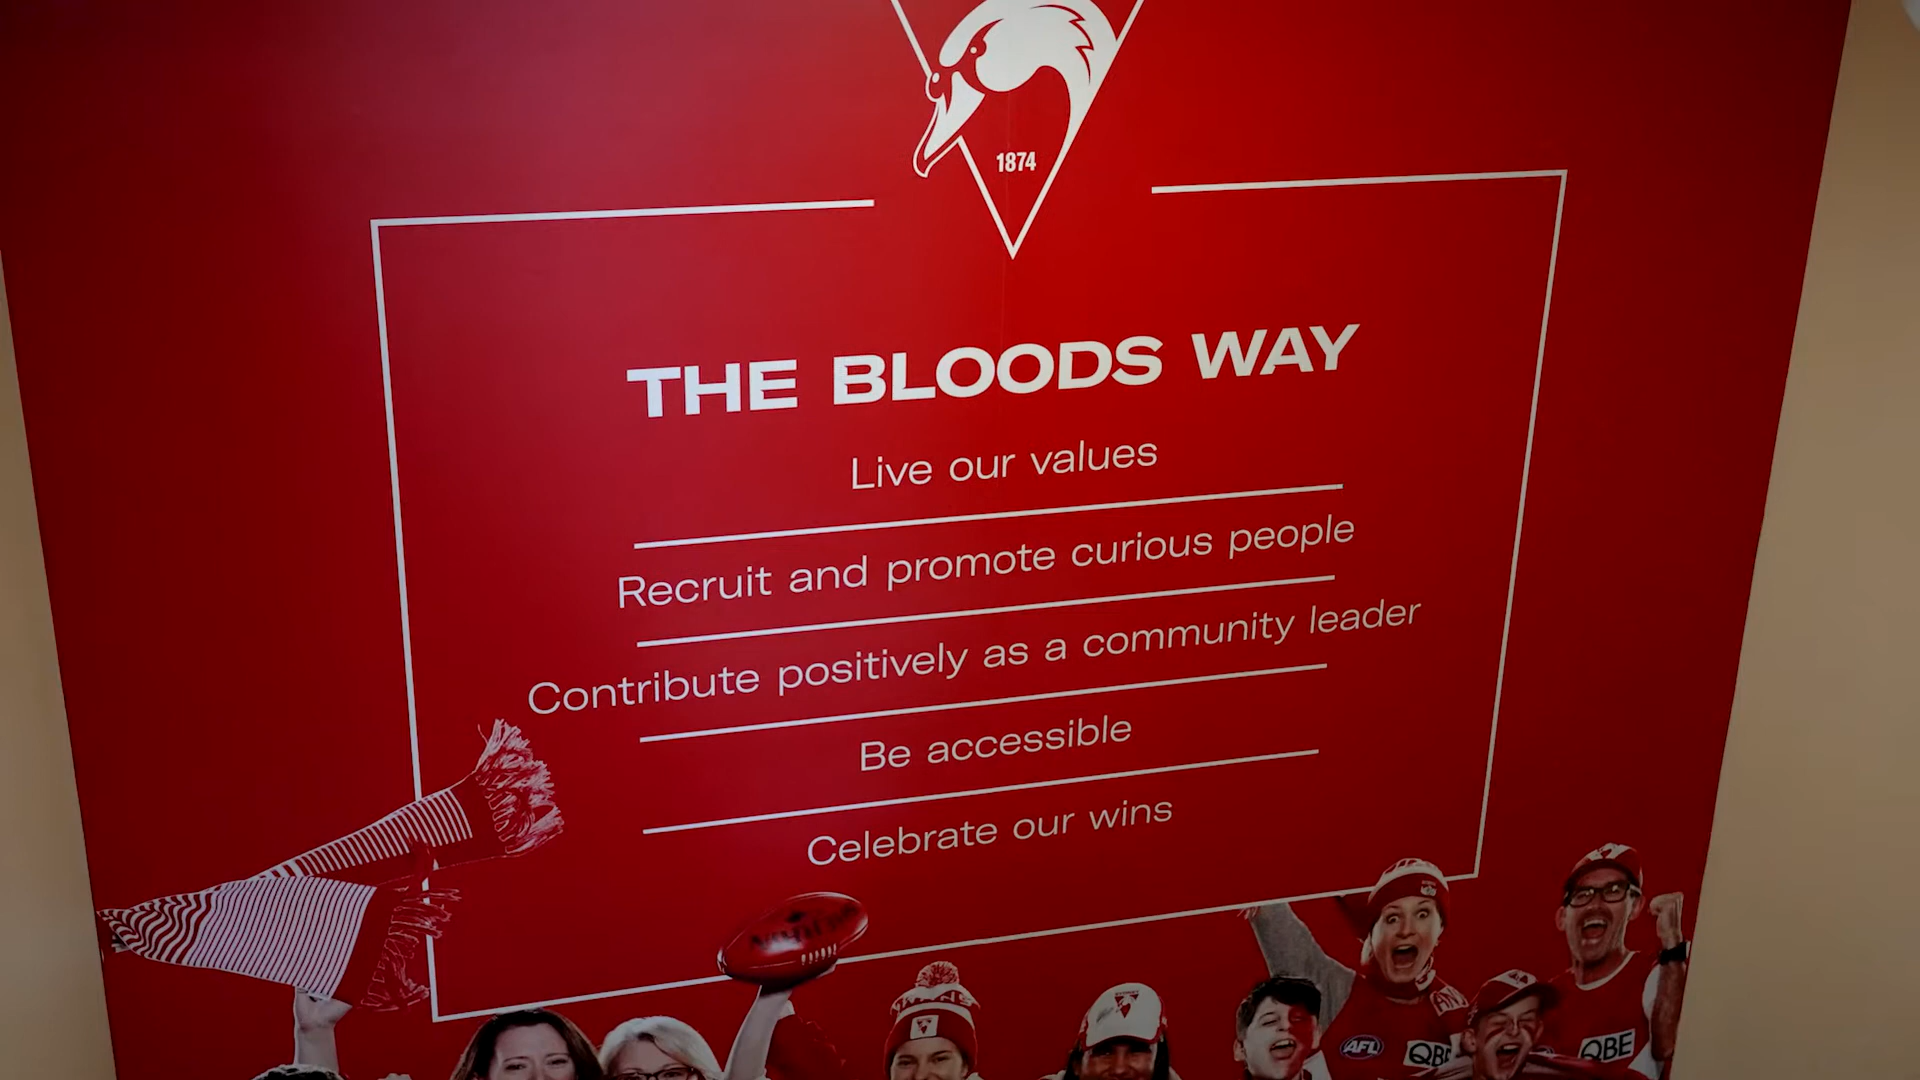 1874
THE BLOODS WAY
Live our values
Recruit and promote curious people
Contribute positively as a community leader
Be accessible
Celebrate our wins
AFL
QBE